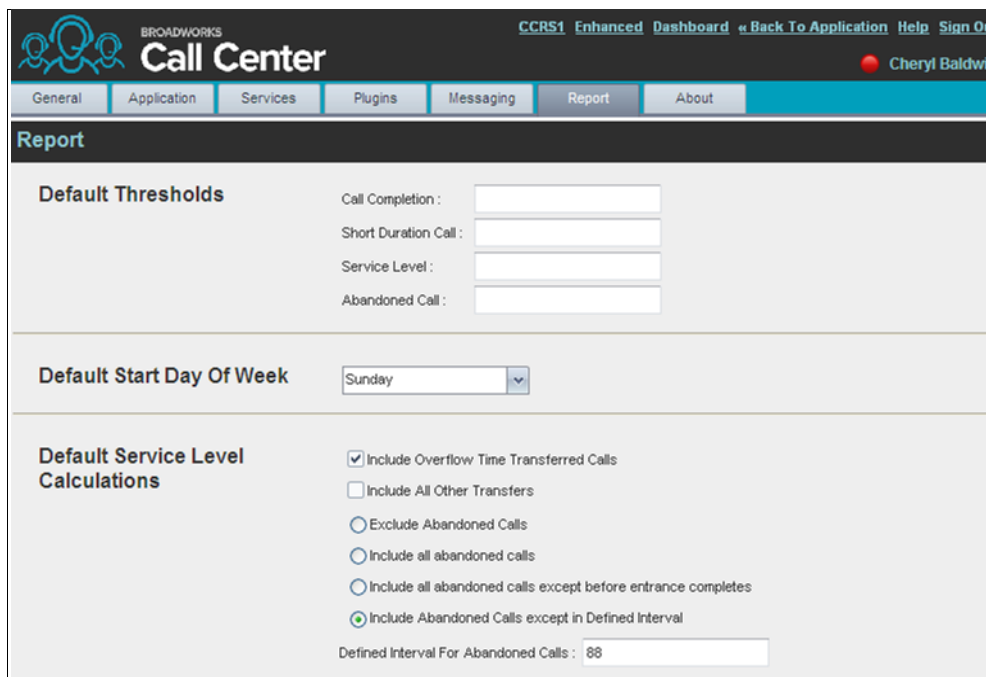 CCRS1 Enhanced Dashboard « Back To Application Help Sign
BROADWORKS
Call Center
Cheryl
General Application Services Plugins Messaging Report About
Report
Default Thresholds
Call Completion :
Short Duration Call :
Service Level :
Abandoned Call :
Default Start Day Of Week
Sunday
Default Service Level
Calculations
Include Overflow Time Transferred Calls
Include All Other Transfers
Exclude Abandoned Calls
Include all abandoned calls
Include all abandoned calls except before entrance completes
Include Abandoned Calls except in Defined Interval
Defined Interval For Abandoned Calls : 88